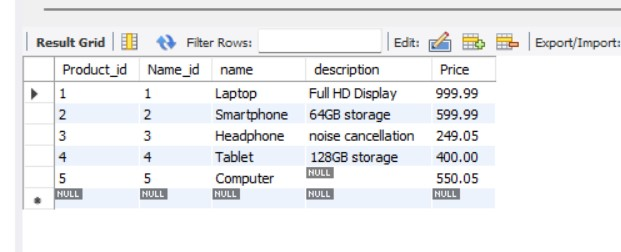 Result Grid Filter Rows: Edit: Export/Import:
Product_id Name_id name description Price
1 1 Laptop Full HD Display 999.99
2 2 Smartphone 64GB storage 599.99
3 3 Headphone noise cancellation 249.05
4 4 Tablet 128GB storage 400.00
5 5 Computer NULL 550.05
NULL NULL NULL NULL NULL